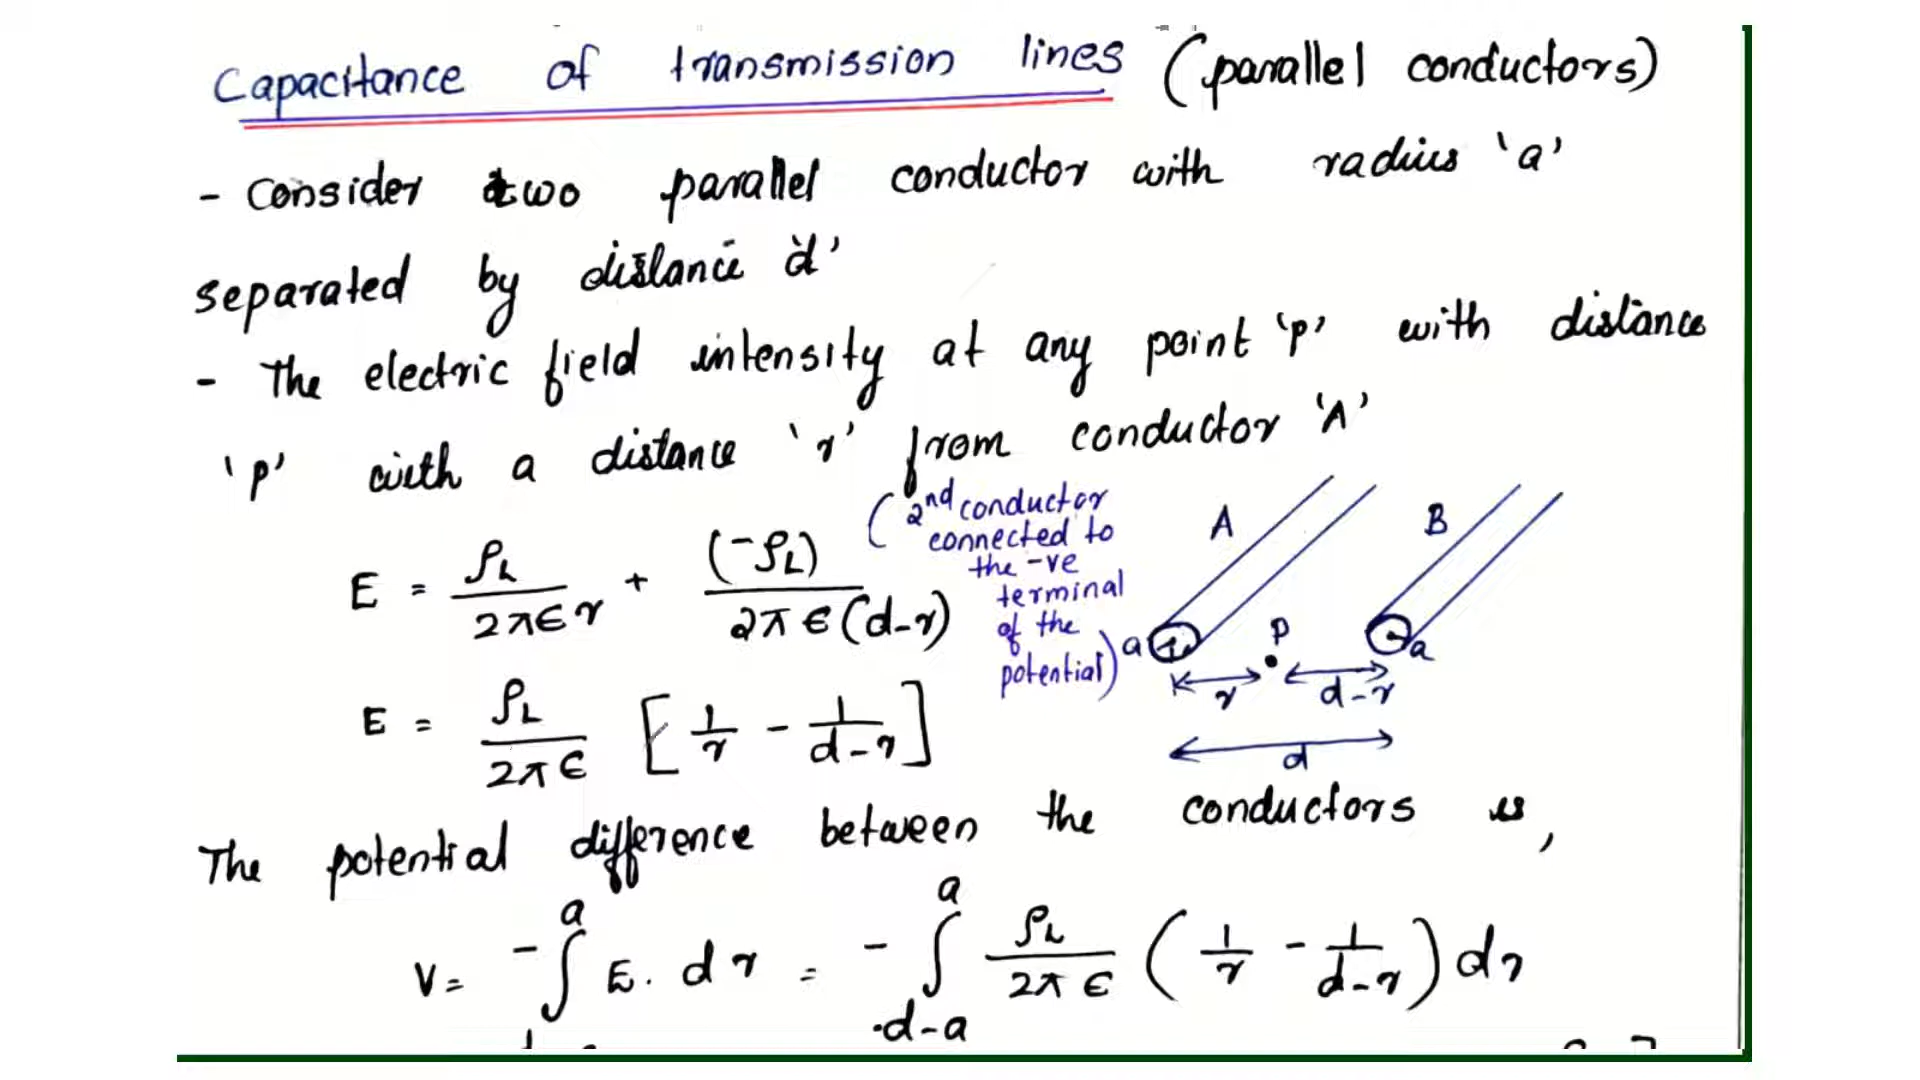 Capacitance of transmission lines (parallel conductors)
- Consider two parallel conductor with radius 'a'
separated by distance 'd'
- The electric field intensity at any point 'p' with distance
'p' with a distance 'r' from conductor 'A'
(2nd conductor
connected to
the -ve
terminal
of the
potential)
E = ρL / 2πϵr + (-ρL) / 2πϵ(d-r)
E = ρL / 2πϵ [1/r - 1/d-r]
A B
a P a
r d-r
d
The potential difference between the conductors is,
V = -∫ a E. dr = -∫ a d-a ρL / 2πϵ (1/r - 1/d-r) dr